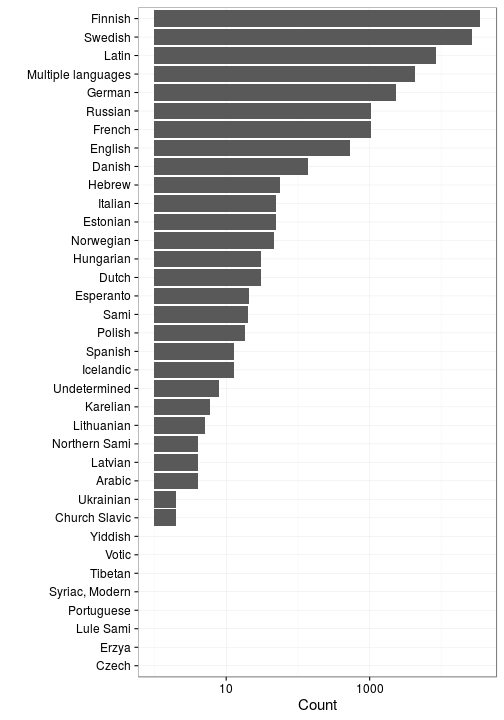 Finnish
Swedish
Latin
Multiple languages
German
Russian
French
English
Danish
Hebrew
Italian
Estonian
Norwegian
Hungarian
Dutch
Esperanto
Sami
Polish
Spanish
Icelandic
Undetermined
Karelian
Lithuanian
Northern Sami
Latvian
Arabic
Ukrainian
Church Slavic
Yiddish
Votic
Tibetan
Syriac, Modern
Portuguese
Lule Sami
Erzya
Czech
10 1000
Count